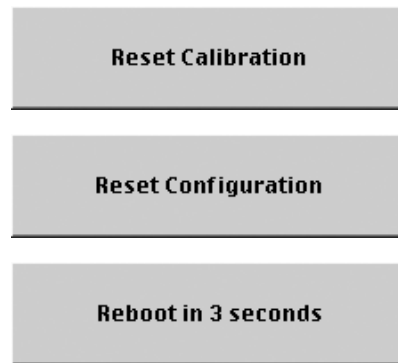 Reset Calibration
Reset Configuration
Reboot in 3 seconds